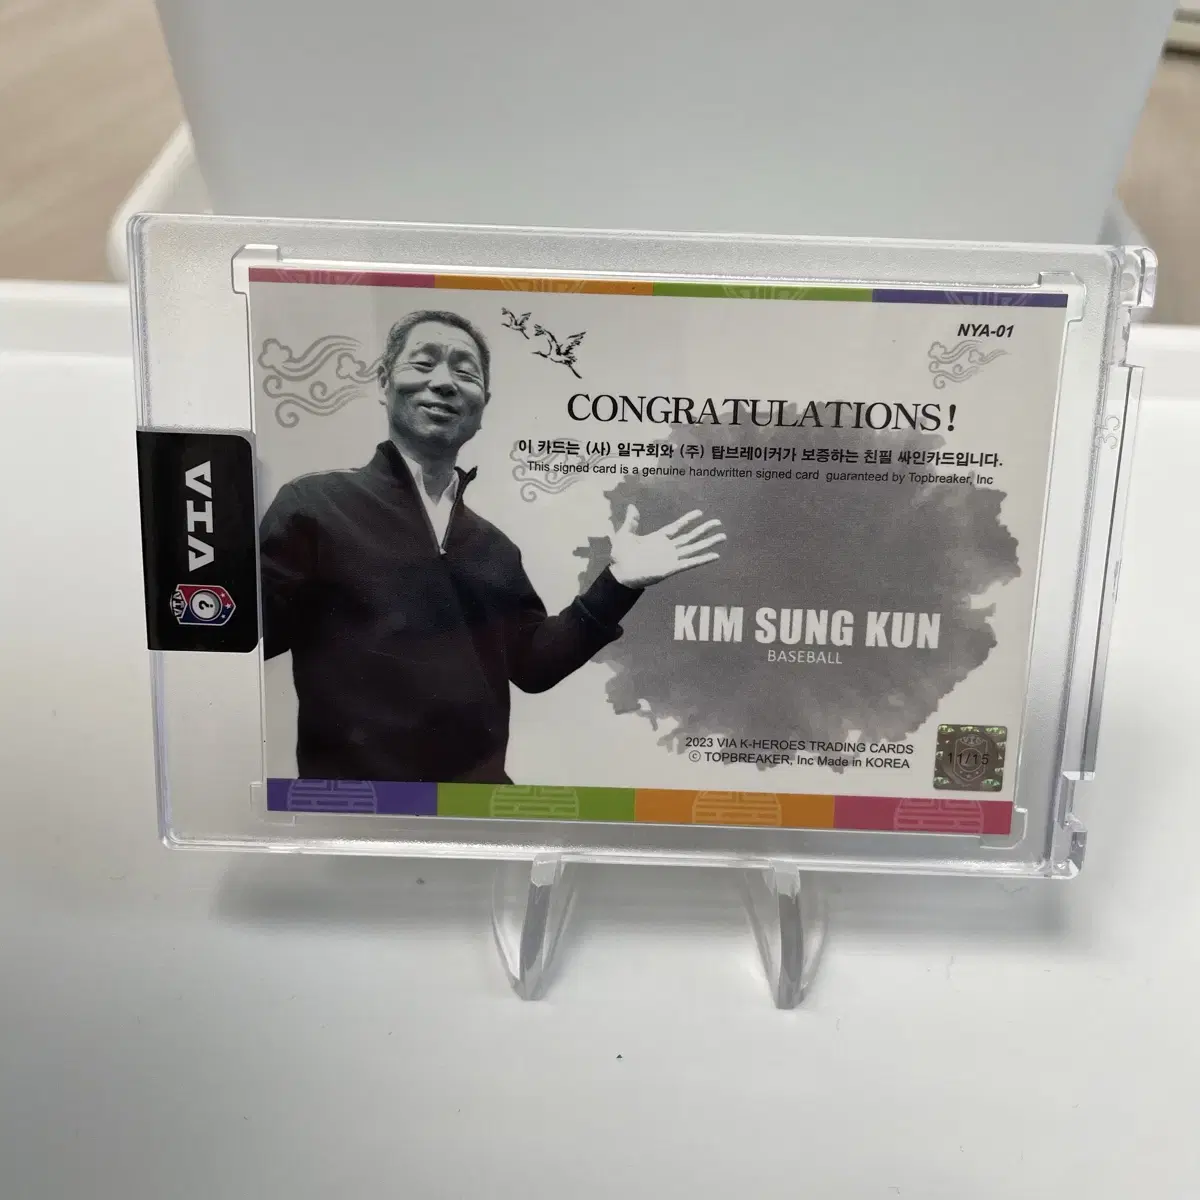 NYA-01
CONGRATULATIONS!
이 카드는 (사) 일구회와 (주) 탑브레이커가 보증하는 친필 싸인카드입니다.
This signed card is a genuine handwritten signed card guaranteed by Topbreaker, Inc
VIA
?
VIA
KIM SUNG KUN
BASEBALL
2023 VIA K-HEROES TRADING CARDS
ⓒ TOPBREAKER, Inc Made in KOREA
VIA
11/15
35